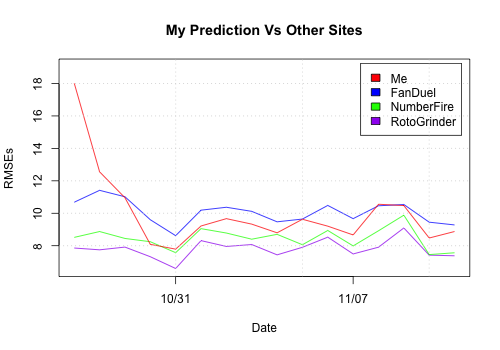 My Prediction Vs Other Sites
Me
FanDuel
NumberFire
RotoGrinder
RMSEs
18
16
14
12
10
8
10/31
11/07
Date